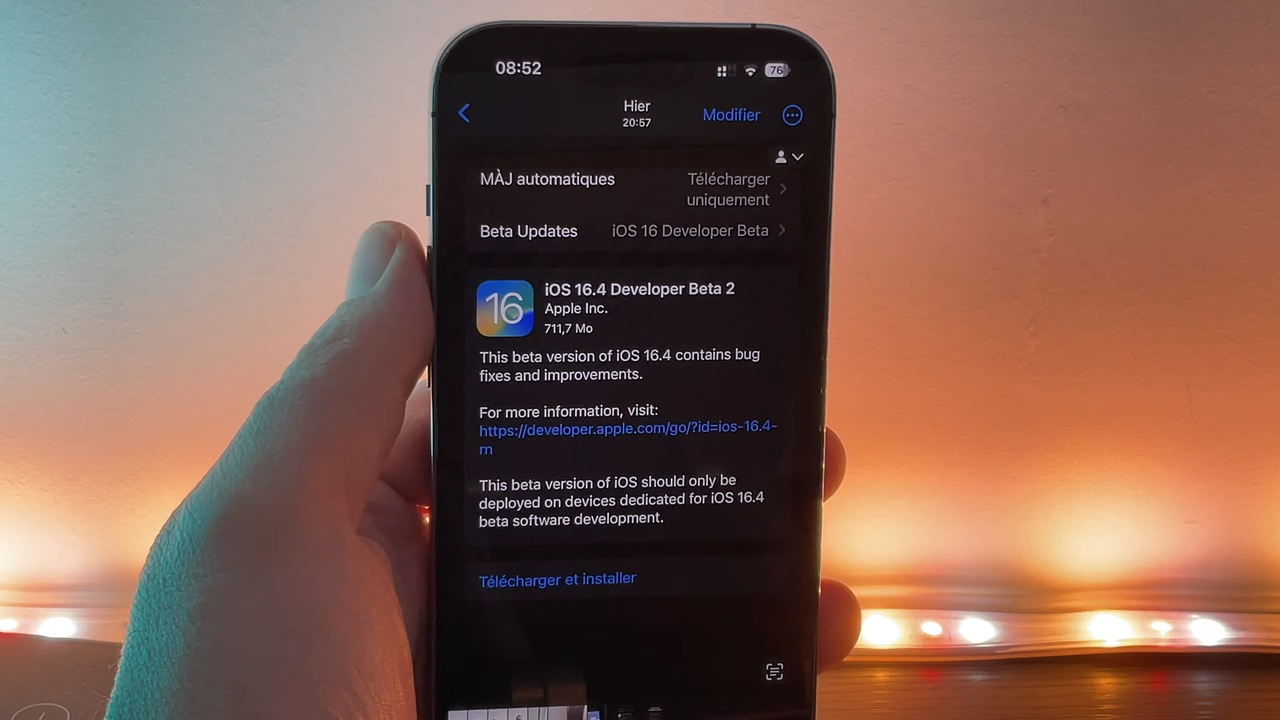 08:52
76
Hier
20:57
Modifier
MÀJ automatiques
Télécharger
uniquement
Beta Updates
iOS 16 Developer Beta
16
iOS 16.4 Developer Beta 2
Apple Inc.
711,7 Mo
This beta version of iOS 16.4 contains bug
fixes and improvements.
For more information, visit:
https://developer.apple.com/go/?id=ios-16.4-
rn
This beta version of iOS should only be
deployed on devices dedicated for iOS 16.4
beta software development.
Télécharger et installer